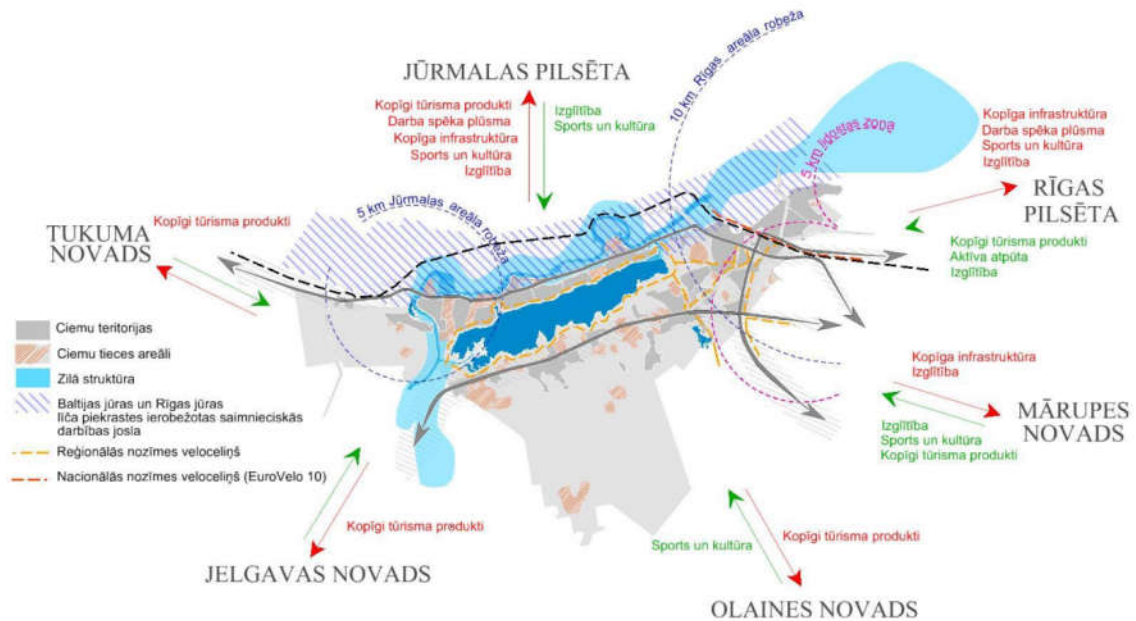 JŪRMALAS PILSĒTA
Kopīgi tūrisma produkti
Darba spēka plūsma
Kopīga infrastruktūra
Sports un kultūra
Izglītība
Izglītība
Sports un kultūra
10 km Rīgas areāla robeža
5 km lidostas zona
Kopīga infrastruktūra
Darba spēka plūsma
Sports un kultūra
Izglītība
RĪGAS
PILSĒTA
Kopīgi tūrisma produkti
Aktīva atpūta
Izglītība
5 km Jūrmalas areāla robeža
Kopīgi tūrisma produkti
TUKUMA
NOVADS
Ciemu teritorijas
Ciemu tieces areāli
Zilā struktūra
Baltijas jūras un Rīgas jūras
līča piekrastes ierobežotas saimnieciskās
darbības josla
Reģionālās nozīmes veloceliņš
Nacionālās nozīmes veloceliņš (EuroVelo 10)
Kopīga infrastruktūra
Izglītība
MĀRUPES
NOVADS
Izglītība
Sports un kultūra
Kopīgi tūrisma produkti
Kopīgi tūrisma produkti
JELGAVAS NOVADS
Sports un kultūra
Kopīgi tūrisma produkti
OLAINES NOVADS